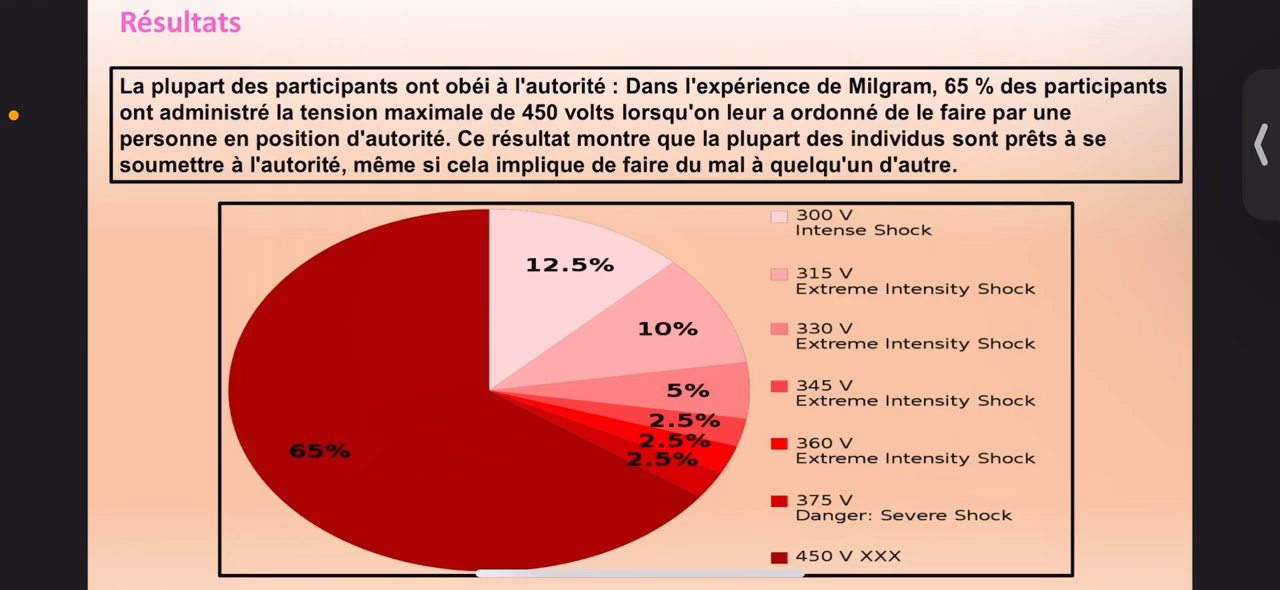 Résultats
La plupart des participants ont obéi à l'autorité : Dans l'expérience de Milgram, 65 % des participants
ont administré la tension maximale de 450 volts lorsqu'on leur a ordonné de le faire par une
personne en position d'autorité. Ce résultat montre que la plupart des individus sont prêts à se
soumettre à l'autorité, même si cela implique de faire du mal à quelqu'un d'autre.
12.5%
10%
5%
2.5%
2.5%
2.5%
65%
300 V
Intense Shock
315 V
Extreme Intensity Shock
330 V
Extreme Intensity Shock
345 V
Extreme Intensity Shock
360 V
Extreme Intensity Shock
375 V
Danger: Severe Shock
450 V XXX